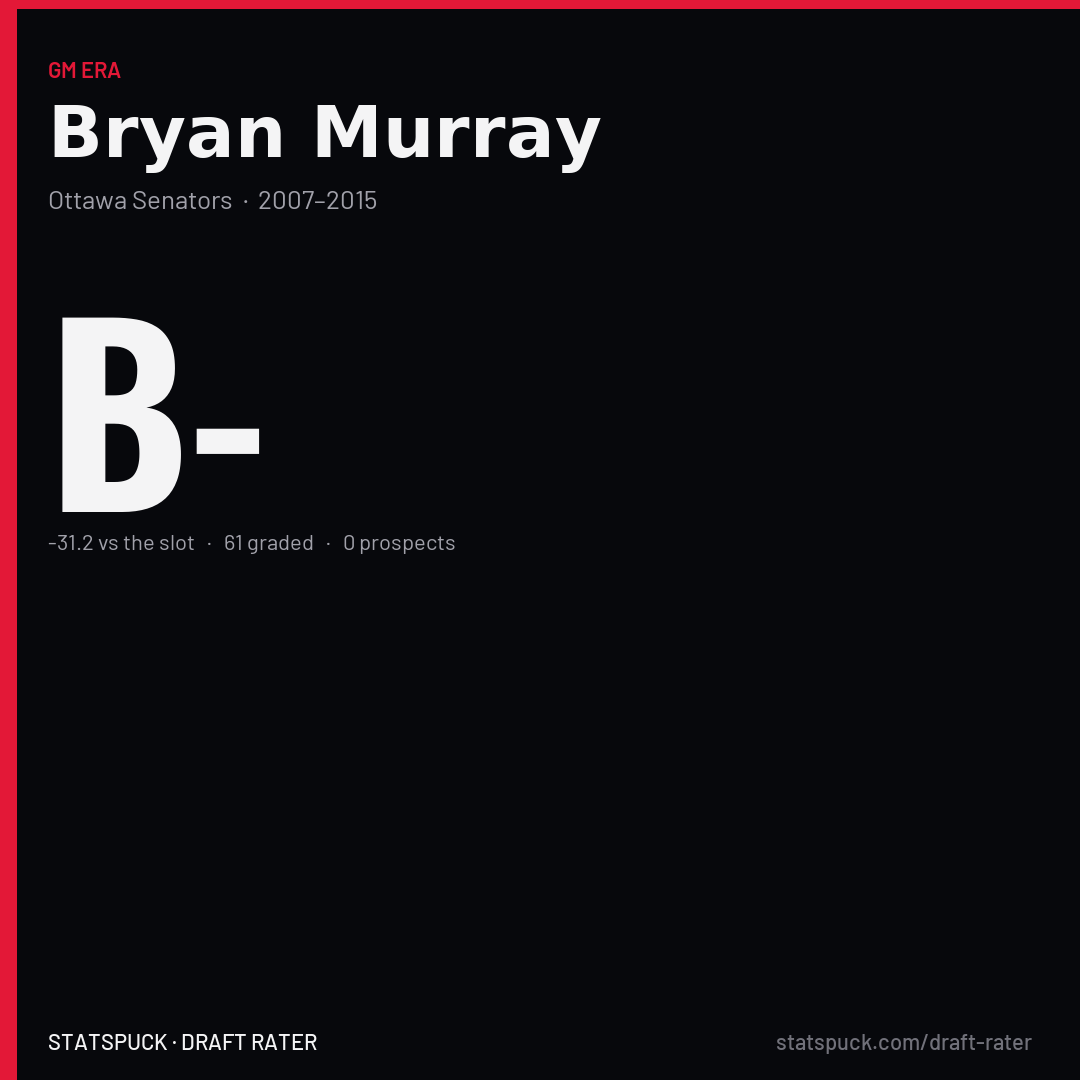 GM ERA
Bryan Murray
Ottawa Senators · 2007–2015
B-
-31.2 vs the slot · 61 graded · 0 prospects
STATSPUCK · DRAFT RATER
statspuck.com/draft-rater